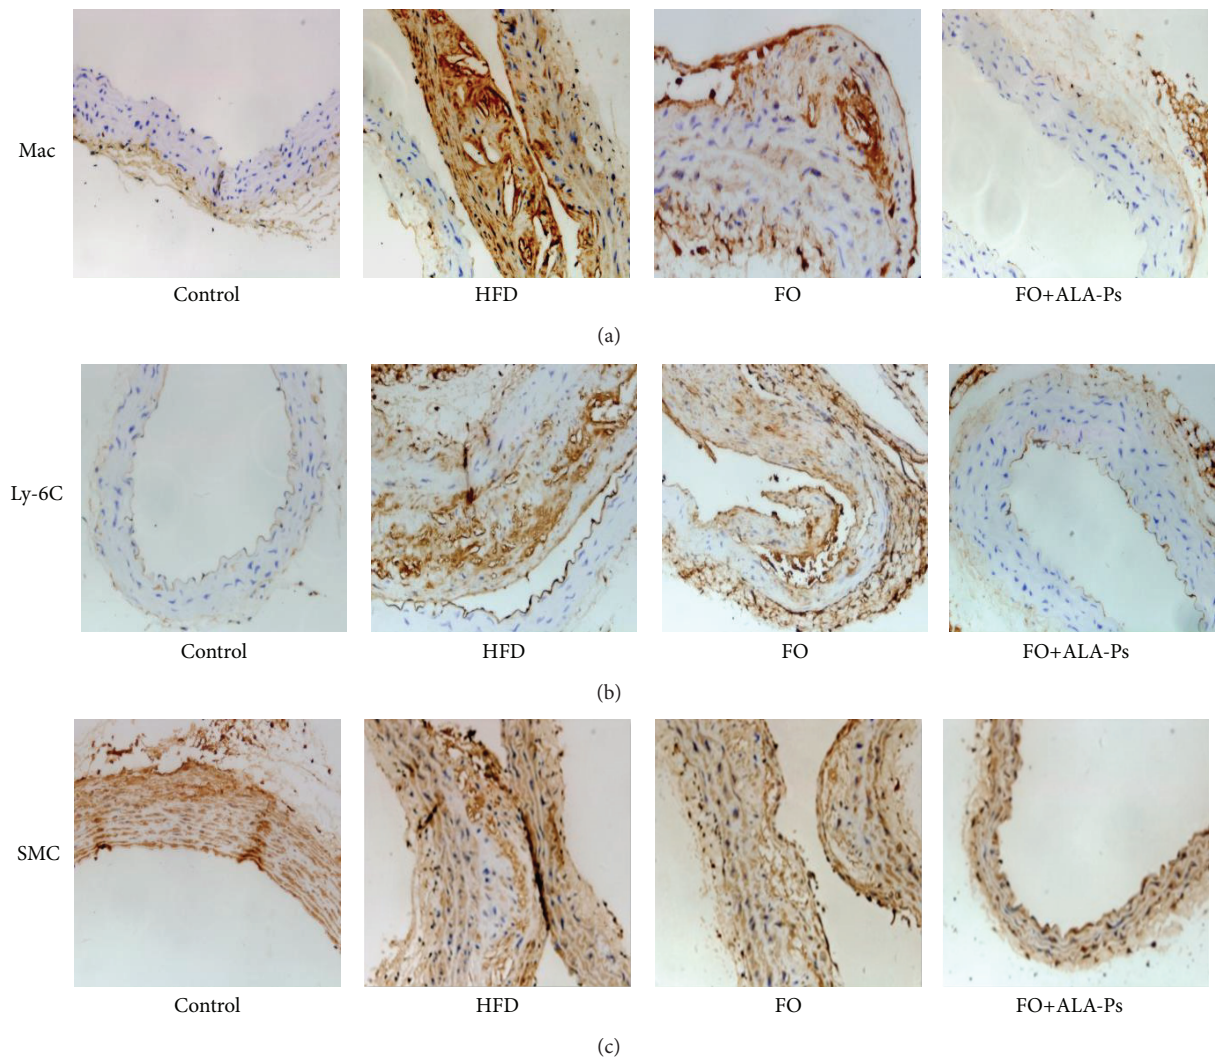 Mac
Control HFD FO FO+ALA-Ps
(a)
Ly-6C
Control HFD FO FO+ALA-Ps
(b)
SMC
Control HFD FO FO+ALA-Ps
(c)